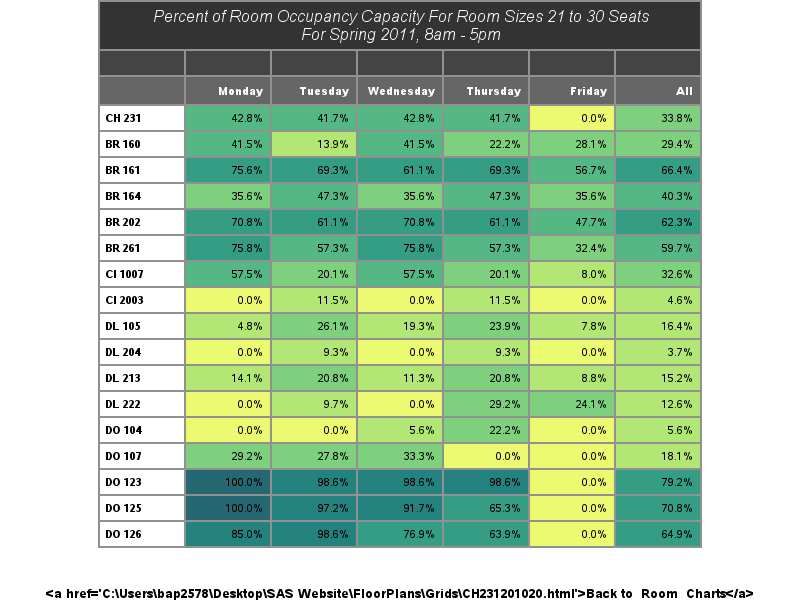 Percent of Room Occupancy Capacity For Room Sizes 21 to 30 Seats
For Spring 2011, 8am - 5pm
Monday Tuesday Wednesday Thursday Friday All
CH 231 42.8% 41.7% 42.8% 41.7% 0.0% 33.8%
BR 160 41.5% 13.9% 41.5% 22.2% 28.1% 29.4%
BR 161 75.6% 69.3% 61.1% 69.3% 56.7% 66.4%
BR 164 35.6% 47.3% 35.6% 47.3% 35.6% 40.3%
BR 202 70.8% 61.1% 70.8% 61.1% 47.7% 62.3%
BR 261 75.8% 57.3% 75.8% 57.3% 32.4% 59.7%
CI 1007 57.5% 20.1% 57.5% 20.1% 8.0% 32.6%
CI 2003 0.0% 11.5% 0.0% 11.5% 0.0% 4.6%
DL 105 4.8% 26.1% 19.3% 23.9% 7.8% 16.4%
DL 204 0.0% 9.3% 0.0% 9.3% 0.0% 3.7%
DL 213 14.1% 20.8% 11.3% 20.8% 8.8% 15.2%
DL 222 0.0% 9.7% 0.0% 29.2% 24.1% 12.6%
DO 104 0.0% 0.0% 5.6% 22.2% 0.0% 5.6%
DO 107 29.2% 27.8% 33.3% 0.0% 0.0% 18.1%
DO 123 100.0% 98.6% 98.6% 98.6% 0.0% 79.2%
DO 125 100.0% 97.2% 91.7% 65.3% 0.0% 70.8%
DO 126 85.0% 98.6% 76.9% 63.9% 0.0% 64.9%
<a href='C:\Users\bap2578\Desktop\SAS Website\FloorPlans\Grids\CH231201020.html'>Back to Room Charts</a>